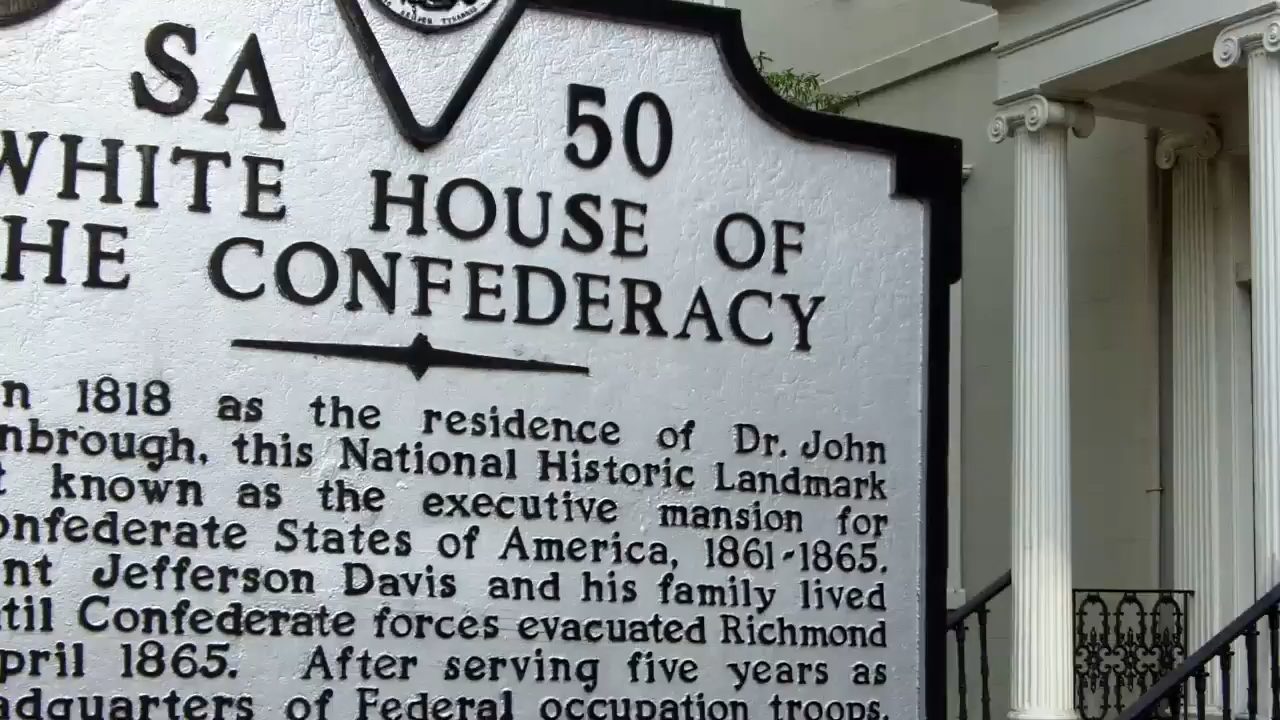 SEMPER TYRANNIS
SA 50
WHITE HOUSE OF
HE CONFEDERACY
n 1818 as the residence of Dr. John
nbrough, this National Historic Landmark
t known as the executive mansion for
onfederate States of America, 1861-1865.
nt Jefferson Davis and his family lived
til Confederate forces evacuated Richmond
pril 1865. After serving five years as
adquarters of Federal occupation troops,